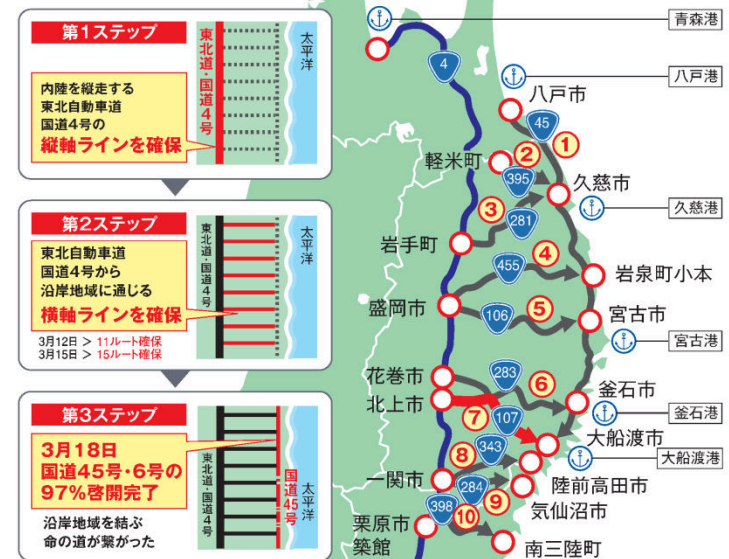 第1ステップ
内陸を縦走する
東北自動車道
国道4号の
縦軸ラインを確保
東北道・国道4号
太平洋
第2ステップ
東北自動車道
国道4号から
沿岸地域に通じる
横軸ラインを確保
3月12日 > 11ルート確保
3月15日 > 15ルート確保
東北道・国道4号
太平洋
第3ステップ
3月18日
国道45号・6号の
97%啓開完了
沿岸地域を結ぶ
命の道が繋がった
東北道・国道4号
国道45号
太平洋
青森港
4
八戸港
八戸市
45
①
軽米町
②
395
久慈市
久慈港
③
281
岩手町
④
455
岩泉町小本
盛岡市
106
⑤
宮古市
宮古港
花巻市
283
⑥
釜石市
北上市
釜石港
⑦
107
大船渡市
大船渡港
343
⑧
一関市
陸前高田市
284
⑨
気仙沼市
398
⑩
栗原市
築館
南三陸町